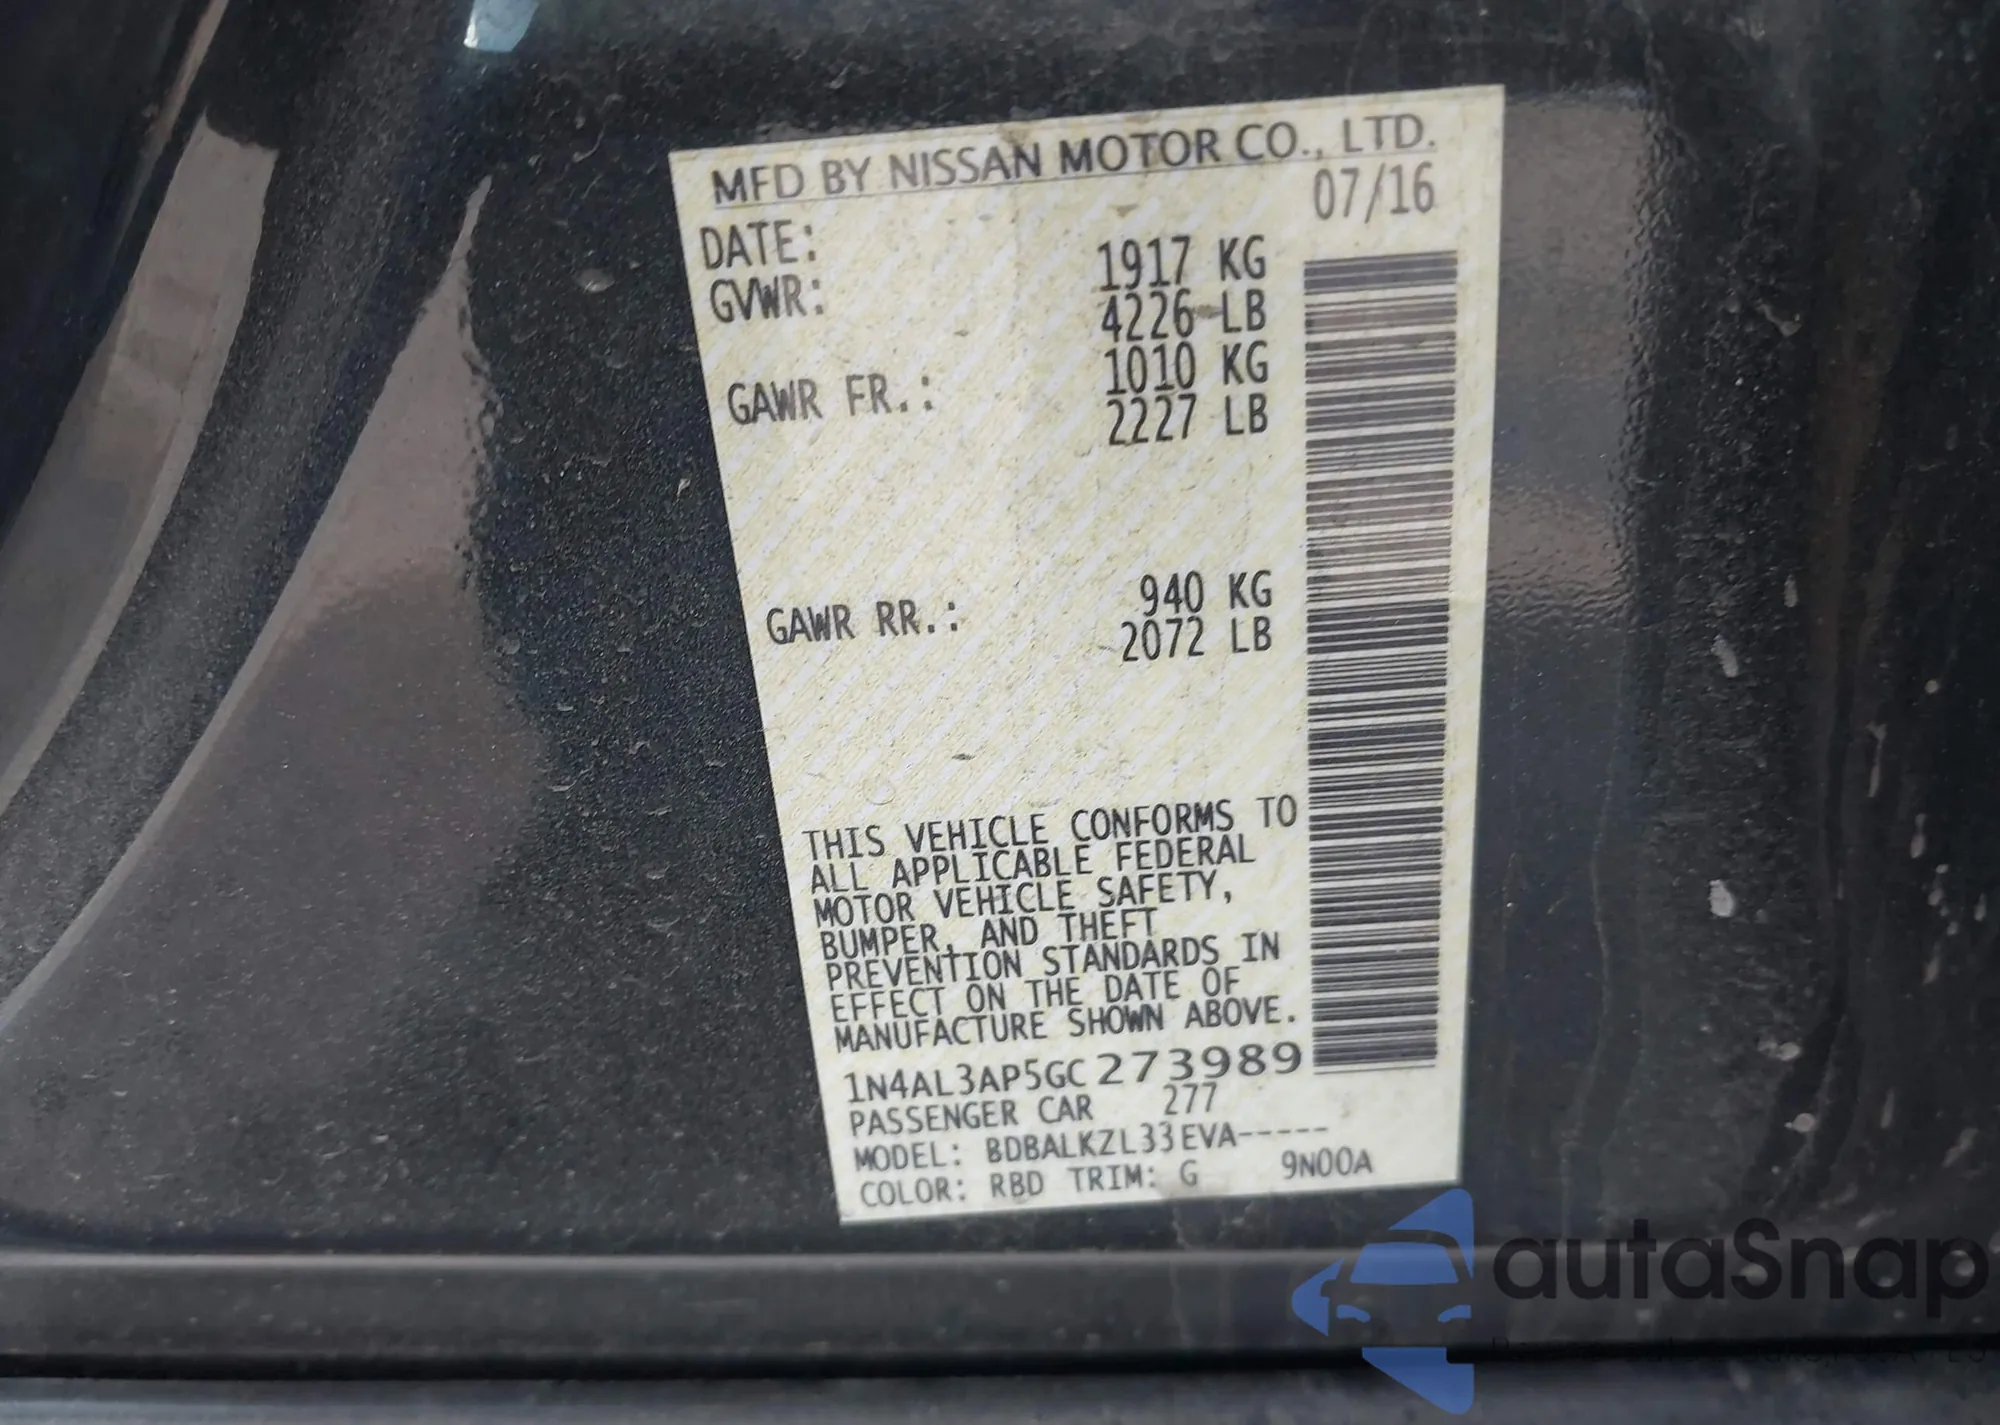 MFD BY NISSAN MOTOR CO., LTD.
DATE: 07/16
GVWR: 1917 KG
4226 LB
GAWR FR.: 1010 KG
2227 LB
GAWR RR.: 940 KG
2072 LB
THIS VEHICLE CONFORMS TO
ALL APPLICABLE FEDERAL
MOTOR VEHICLE SAFETY,
BUMPER, AND THEFT
PREVENTION STANDARDS IN
EFFECT ON THE DATE OF
MANUFACTURE SHOWN ABOVE.
1N4AL3AP5GC273989
PASSENGER CAR 277
MODEL: BDBALKZL33EVA-----
COLOR: RBD TRIM: G 9N00A
autaSnap